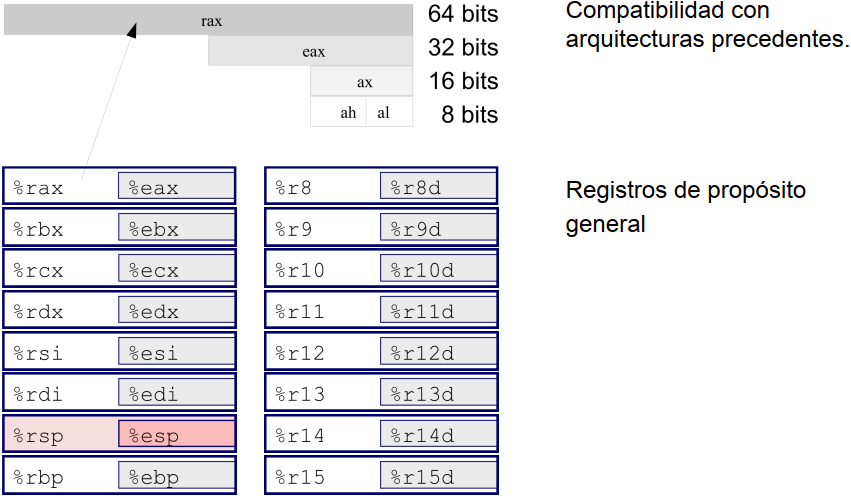 rax 64 bits
eax 32 bits
ax 16 bits
ah al 8 bits
Compatibilidad con
arquitecturas precedentes.
%rax %eax %r8 %r8d
%rbx %ebx %r9 %r9d
%rcx %ecx %r10 %r10d
%rdx %edx %r11 %r11d
%rsi %esi %r12 %r12d
%rdi %edi %r13 %r13d
%rsp %esp %r14 %r14d
%rbp %ebp %r15 %r15d
Registros de propósito
general